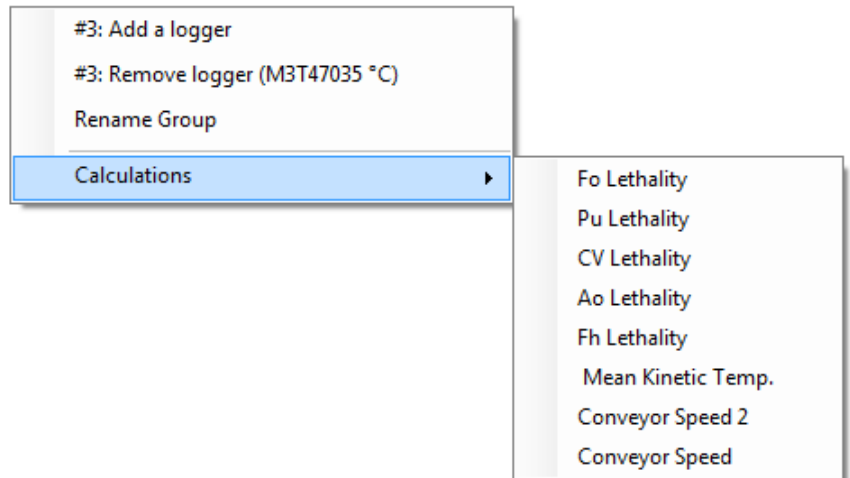 #3: Add a logger
#3: Remove logger (M3T47035 °C)
Rename Group
Calculations
Fo Lethality
Pu Lethality
CV Lethality
Ao Lethality
Fh Lethality
Mean Kinetic Temp.
Conveyor Speed 2
Conveyor Speed